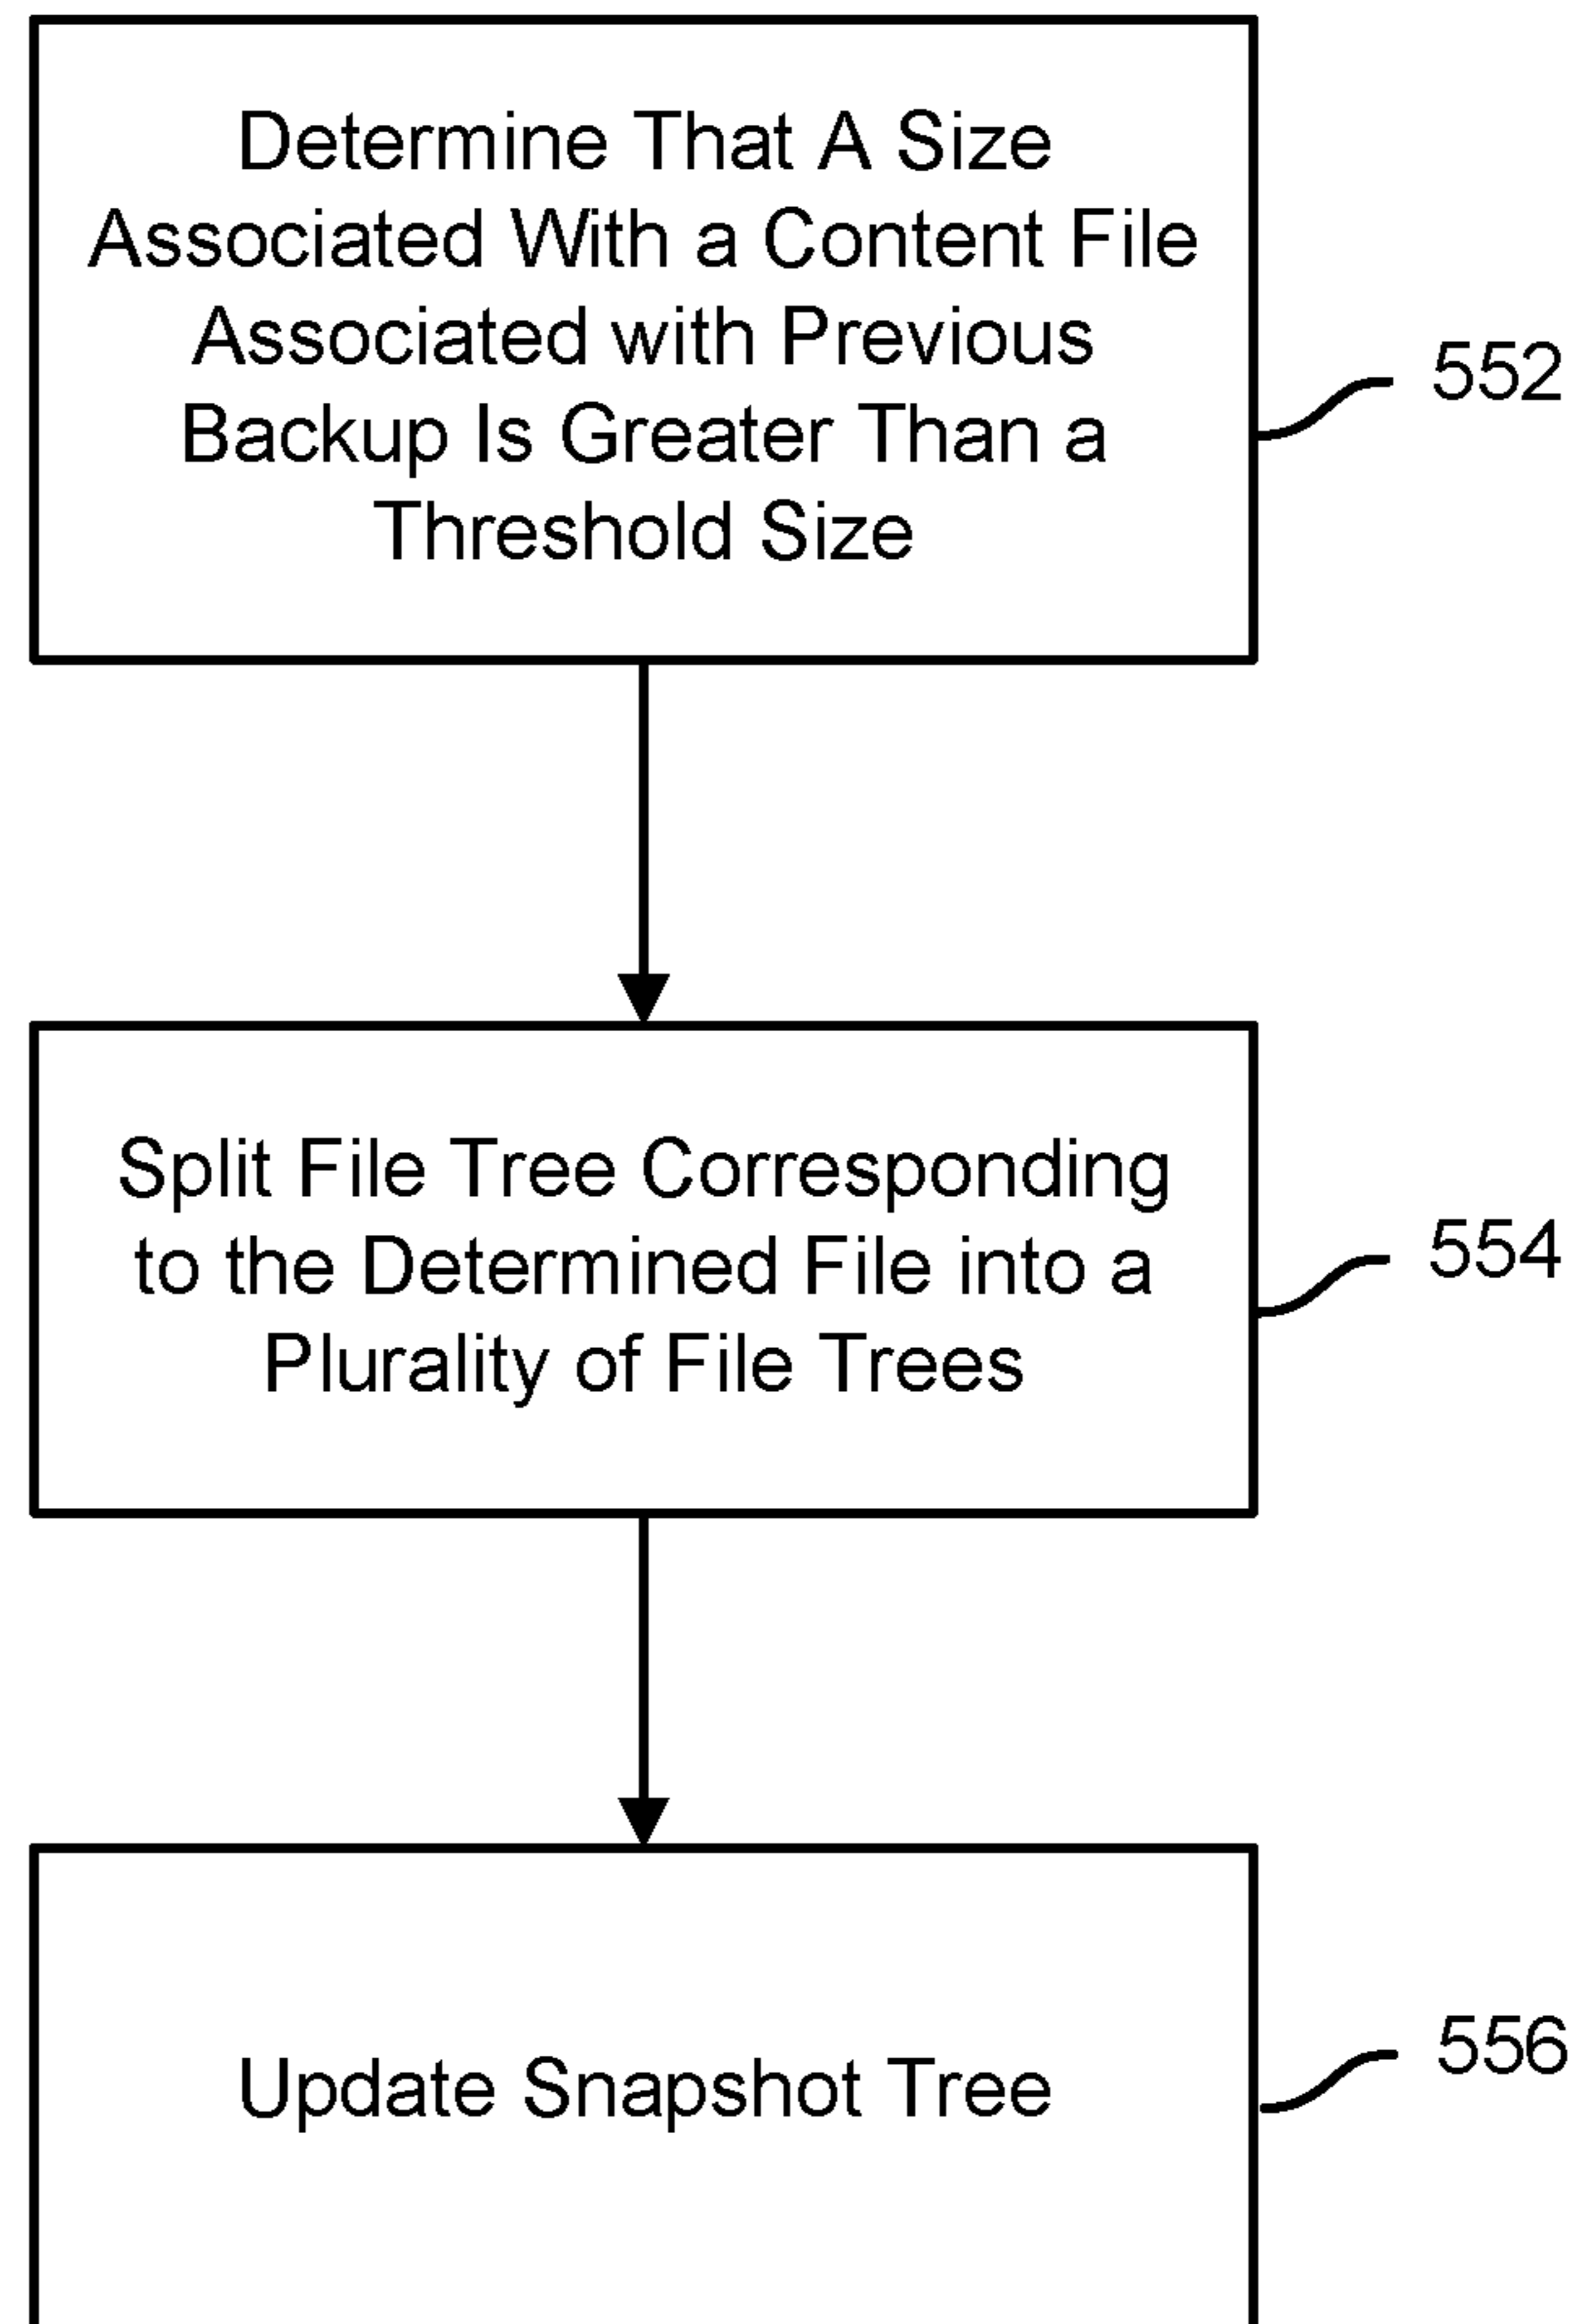 Determine That A Size
Associated With a Content File
Associated with Previous
Backup Is Greater Than a
Threshold Size
552
Split File Tree Corresponding
to the Determined File into a
Plurality of File Trees
554
Update Snapshot Tree
556